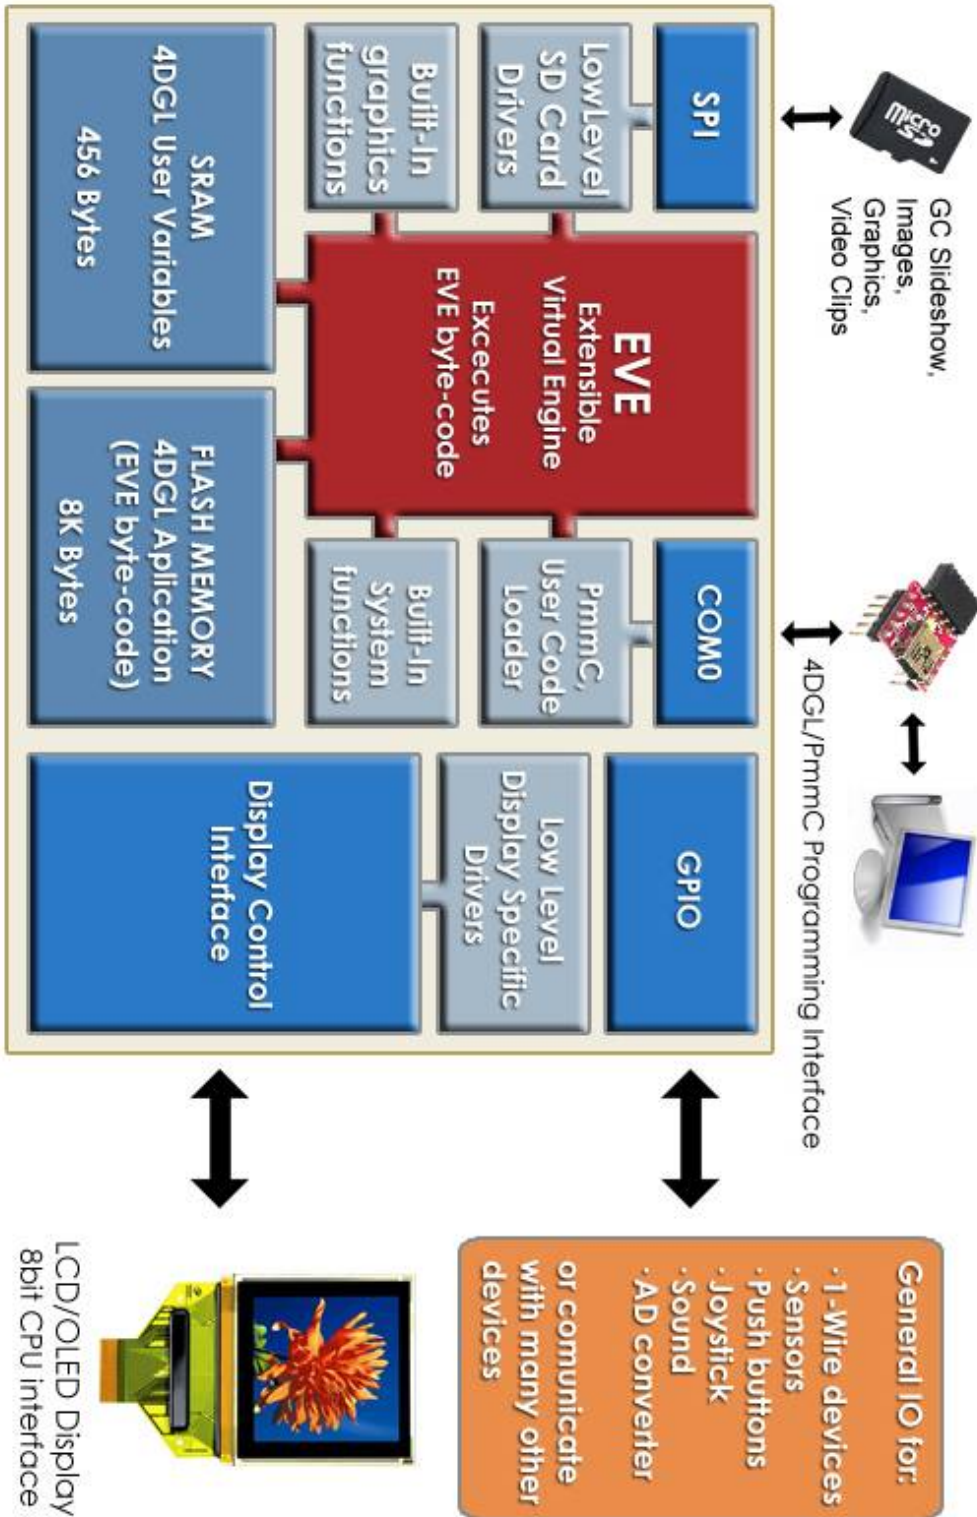 micro
SD
GC Slideshow,
Images,
Graphics,
Video Clips
4DGL/PmmC Programming Interface
SPI
COM0
GPIO
LowLevel
SD Card
Drivers
EVE
Extensible
Virtual Engine
Excecutes
EVE byte-code
PmmC,
User Code
Loader
Low Level
Display Specific
Drivers
Built-In
graphics
functions
Built-In
System
functions
SRAM
4DGL User Variables
456 Bytes
FLASH MEMORY
4DGL Aplication
(EVE byte-code)
8K Bytes
Display Control
Interface
General IO for:
· 1-Wire devices
· Sensors
· Push buttons
· Joystick
· Sound
· AD converter
or comunicate
with many other
devices
LCD/OLED Display
8bit CPU interface